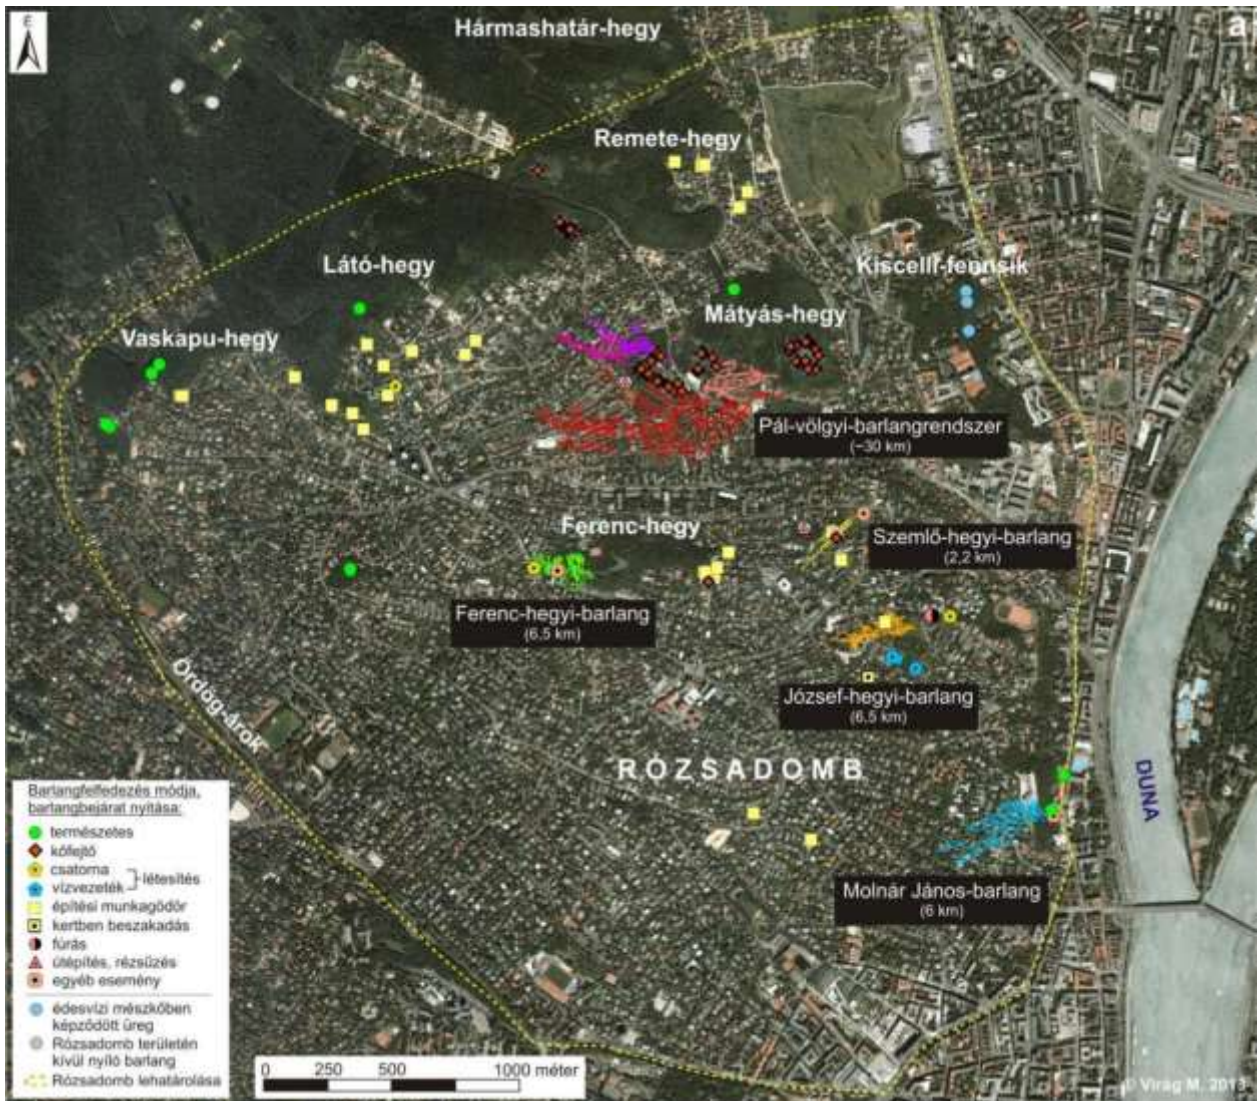 É
a
Hármashatár-hegy
Remete-hegy
Látó-hegy
Kiscelli-fennsík
Mátyás-hegy
Vaskapu-hegy
Pál-völgyi-barlangrendszer
(~30 km)
Ferenc-hegy
Szemlő-hegyi-barlang
(2,2 km)
Ferenc-hegyi-barlang
(6,5 km)
József-hegyi-barlang
(6,5 km)
Ördög-árok
RÓZSADOMB
DUNA
Molnár János-barlang
(6 km)
Barlangfelfedezés módja,
barlangbejárat nyitása:
természetes
kőfejtő
csatorna
vízvezeték
létesítés
építési munkagödör
kertben beszakadás
fúrás
útépítés, rézsűzés
egyéb esemény
édesvízi mészkőben
képződött üreg
Rózsadomb területén
kívül nyíló barlang
Rózsadomb lehatárolása
0 250 500 1000 méter
© Virág M. 2013